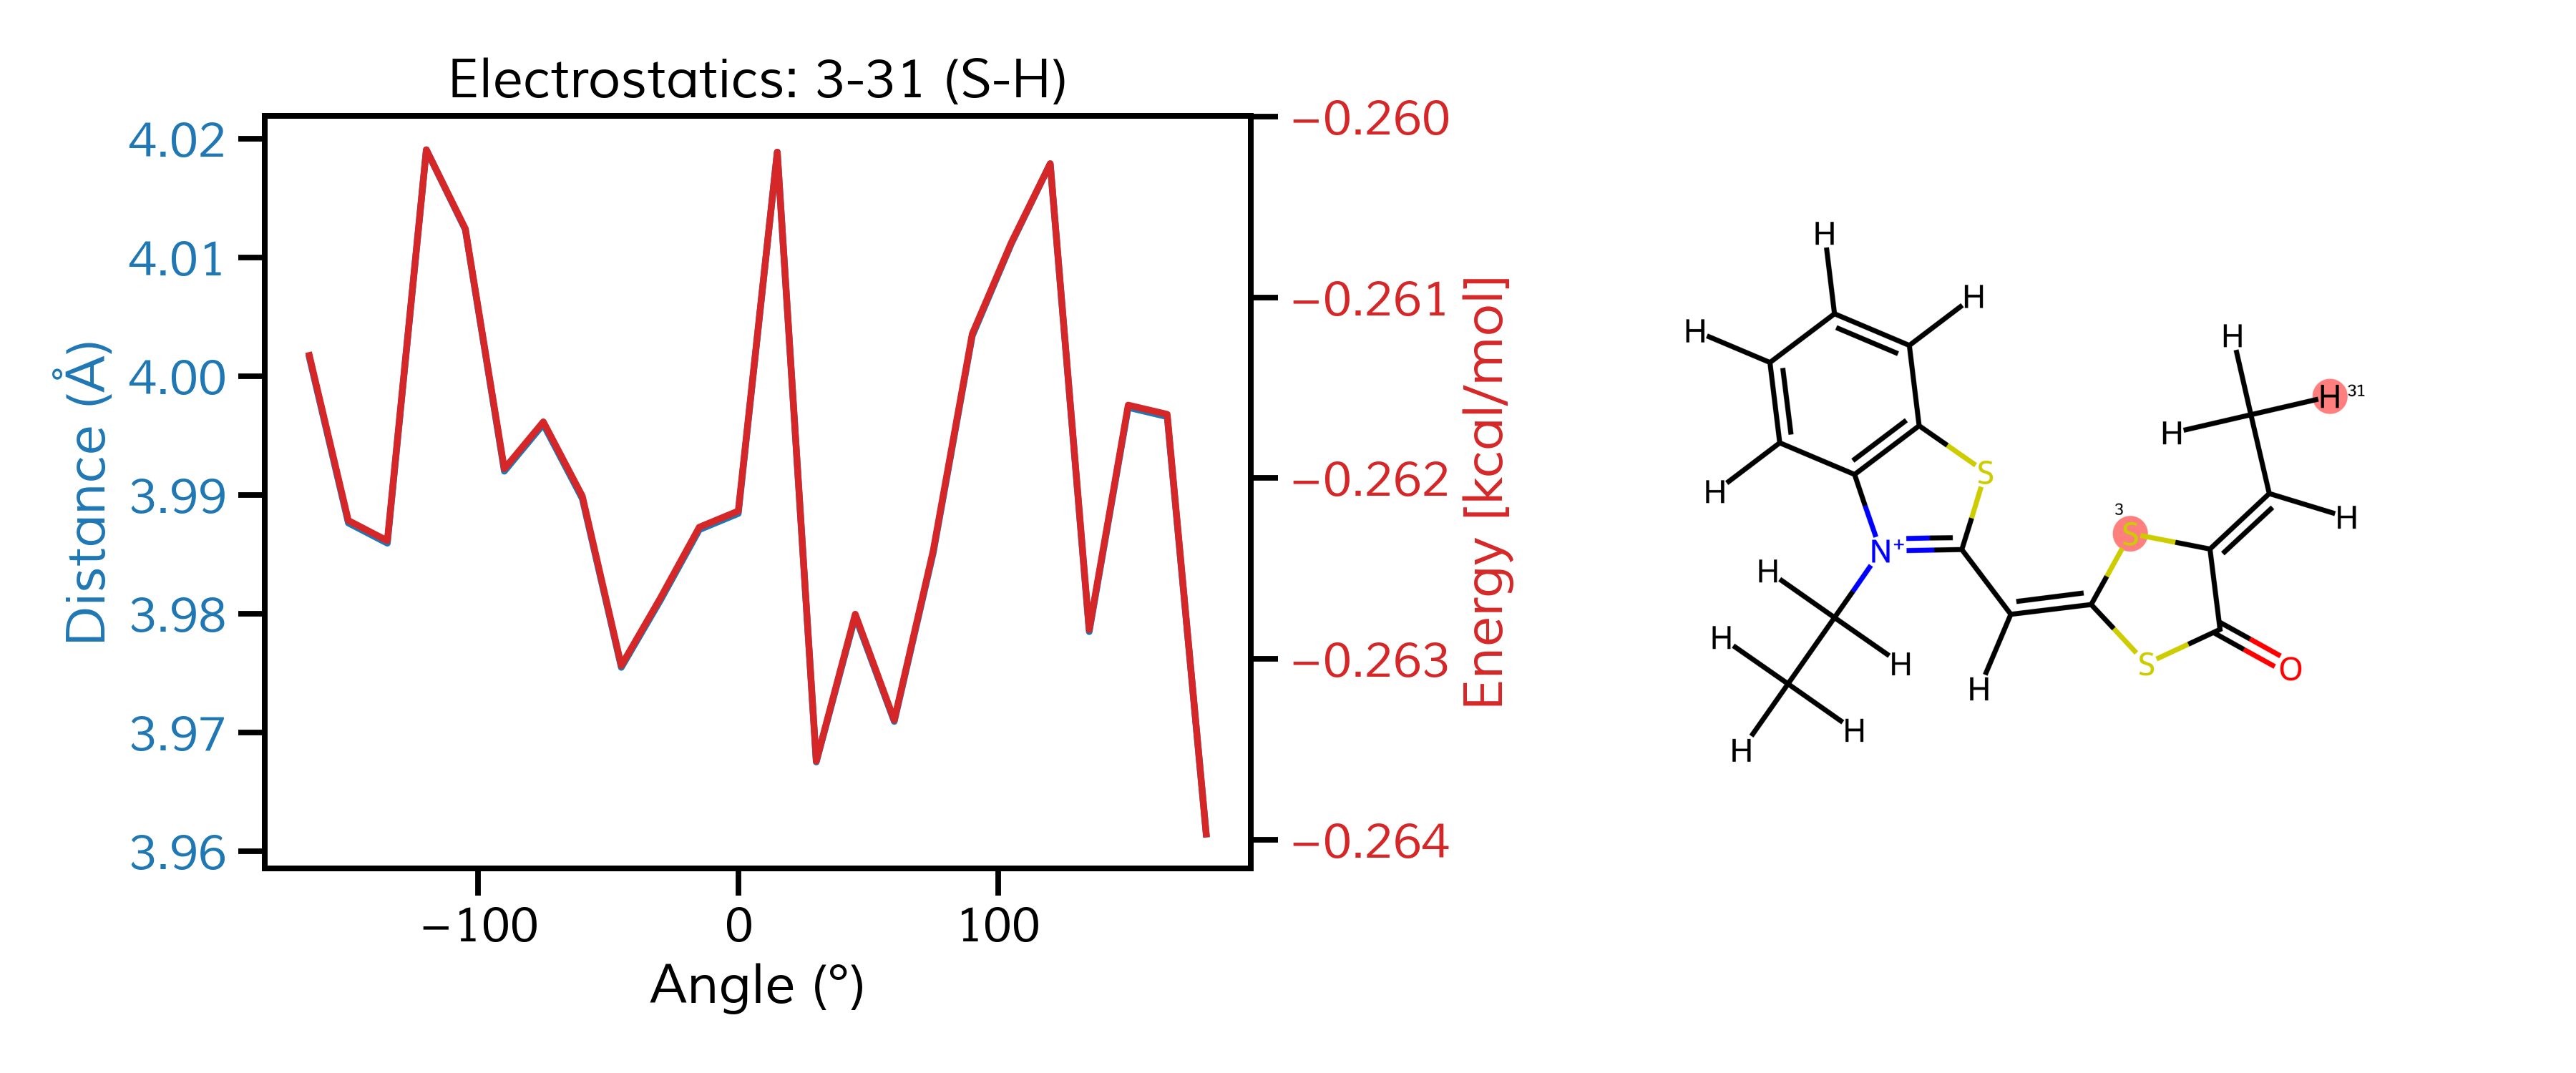 Electrostatics: 3-31 (S-H)
4.02
4.01
4.00
3.99
3.98
3.97
3.96
Distance (Å)
−100
0
100
Angle (°)
−0.260
−0.261
−0.262
−0.263
−0.264
Energy [kcal/mol]
H
H
H
H
H
H 31
H
S
H
3
S
H
N+
H
H
H
S
O
H
H
H